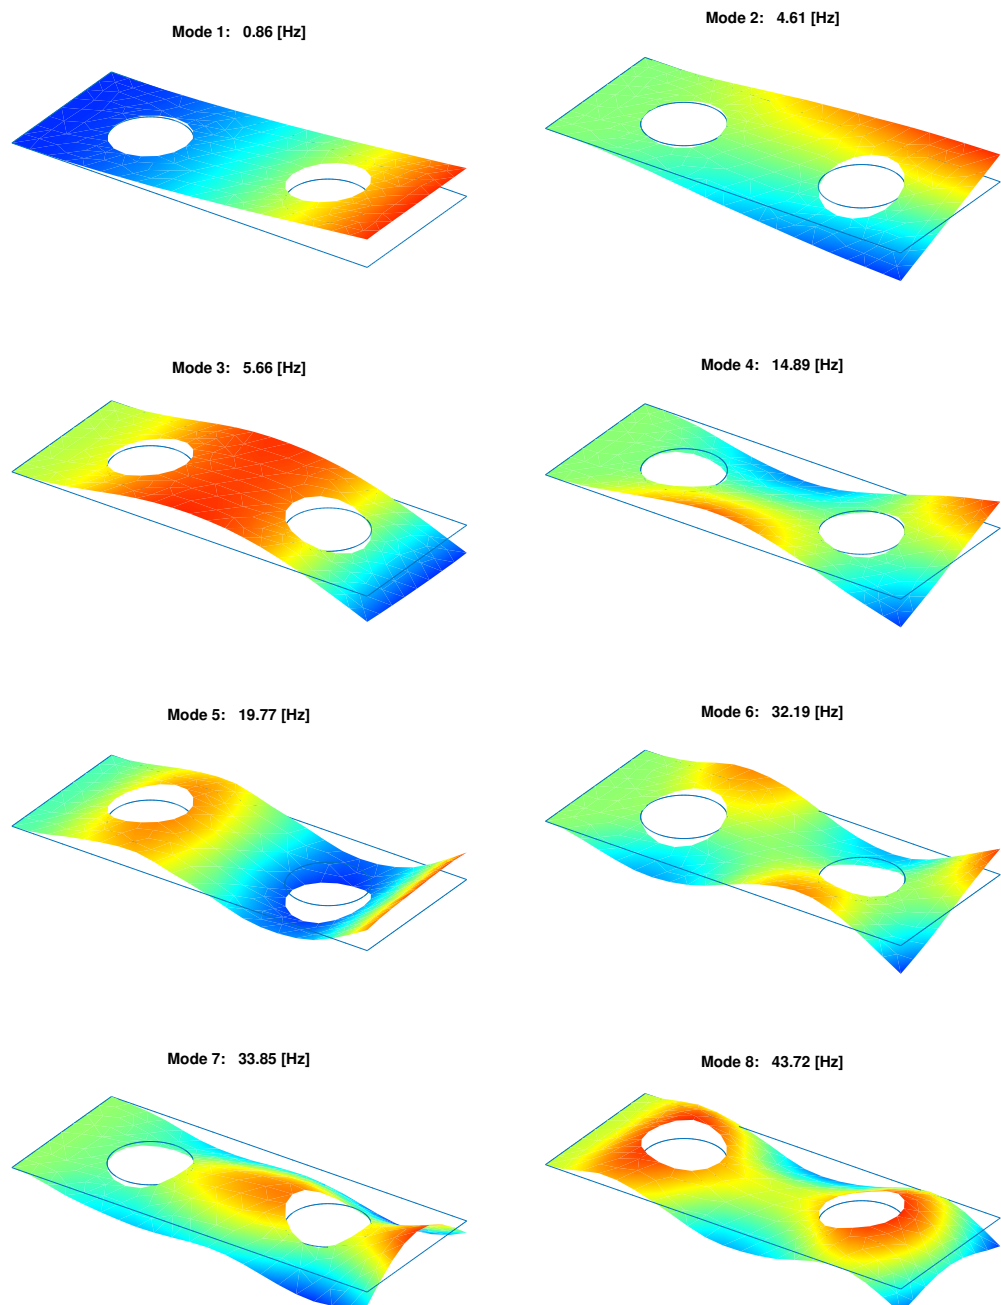 Mode 1: 0.86 [Hz]
Mode 2: 4.61 [Hz]
Mode 3: 5.66 [Hz]
Mode 4: 14.89 [Hz]
Mode 5: 19.77 [Hz]
Mode 6: 32.19 [Hz]
Mode 7: 33.85 [Hz]
Mode 8: 43.72 [Hz]